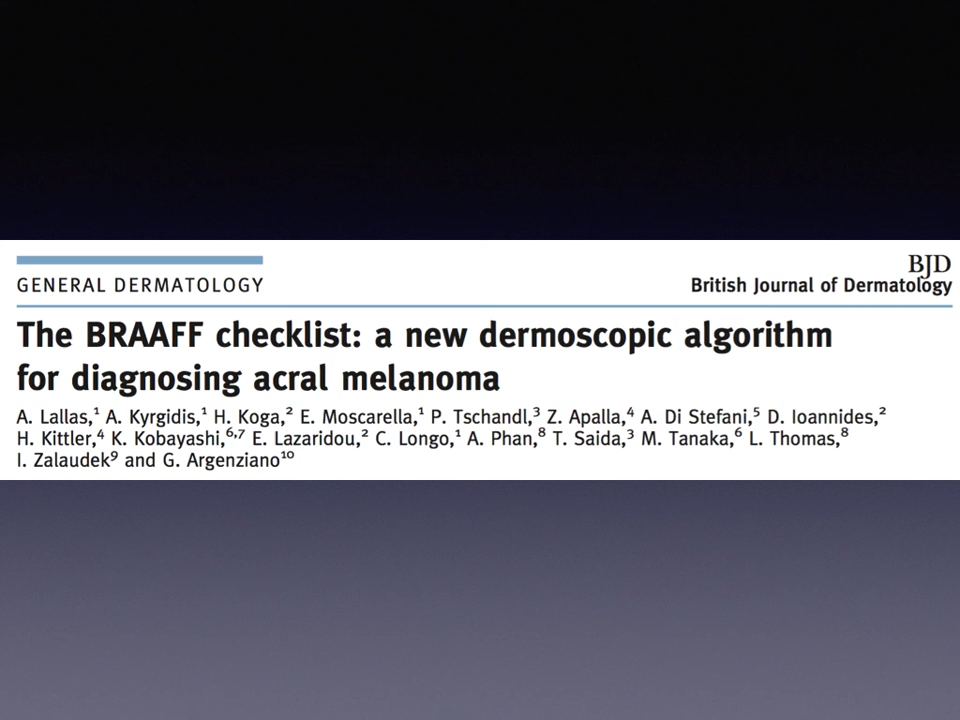 GENERAL DERMATOLOGY
BJD
British Journal of Dermatology
The BRAAFF checklist: a new dermoscopic algorithm
for diagnosing acral melanoma
A. Lallas,¹ A. Kyrgidis,¹ H. Koga,² E. Moscarella,¹ P. Tschandl,³ Z. Apalla,⁴ A. Di Stefani,⁵ D. Ioannides,²
H. Kittler,⁴ K. Kobayashi,⁶,⁷ E. Lazaridou,² C. Longo,¹ A. Phan,⁸ T. Saida,³ M. Tanaka,⁶ L. Thomas,⁸
I. Zalaudek⁹ and G. Argenziano¹⁰